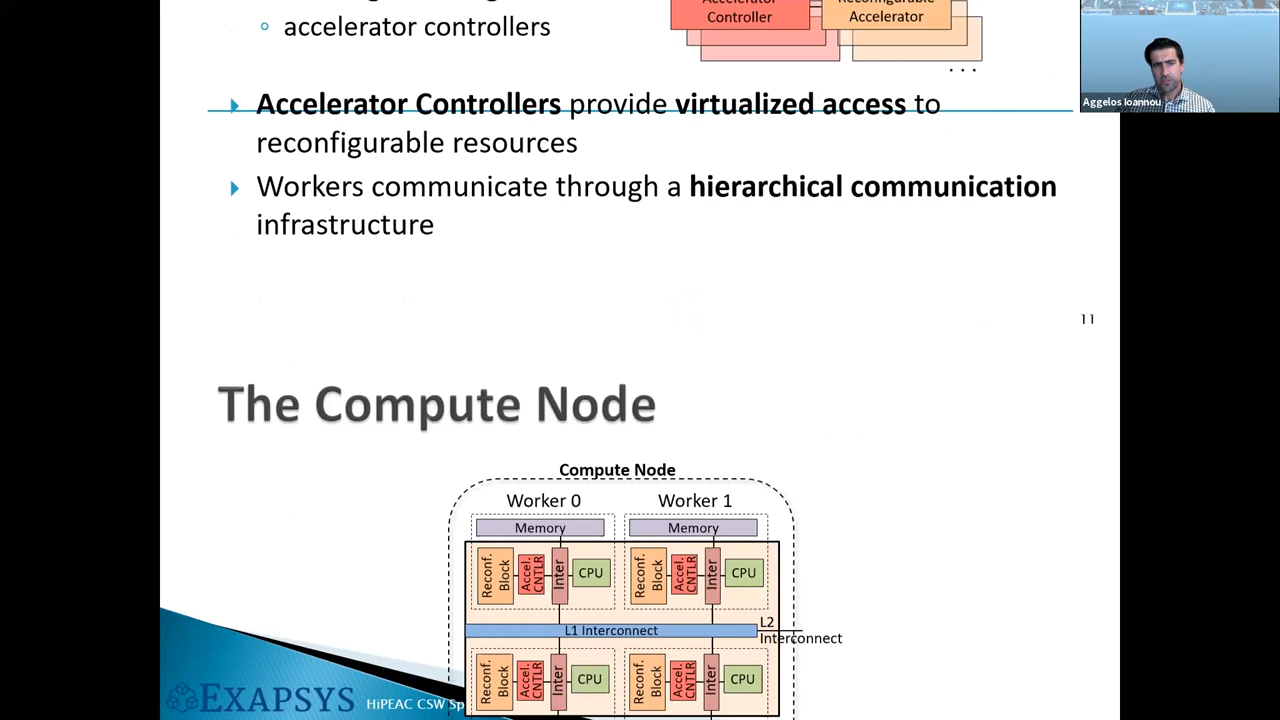 accelerator controllers
Accelerator
Controller
Reconfigurable
Accelerator
. . .
Aggelos Ioannou
Accelerator Controllers provide virtualized access to
reconfigurable resources
Workers communicate through a hierarchical communication
infrastructure
11
The Compute Node
Compute Node
Worker 0
Worker 1
Memory
Memory
Reconf.
Block
Accel.
CNTLR
Inter
CPU
Reconf.
Block
Accel.
CNTLR
Inter
CPU
L1 Interconnect
L2
Interconnect
Reconf.
Block
Accel.
CNTLR
Inter
CPU
Reconf.
Block
Accel.
CNTLR
Inter
CPU
EXAPSYS
HiPEAC CSW Sp